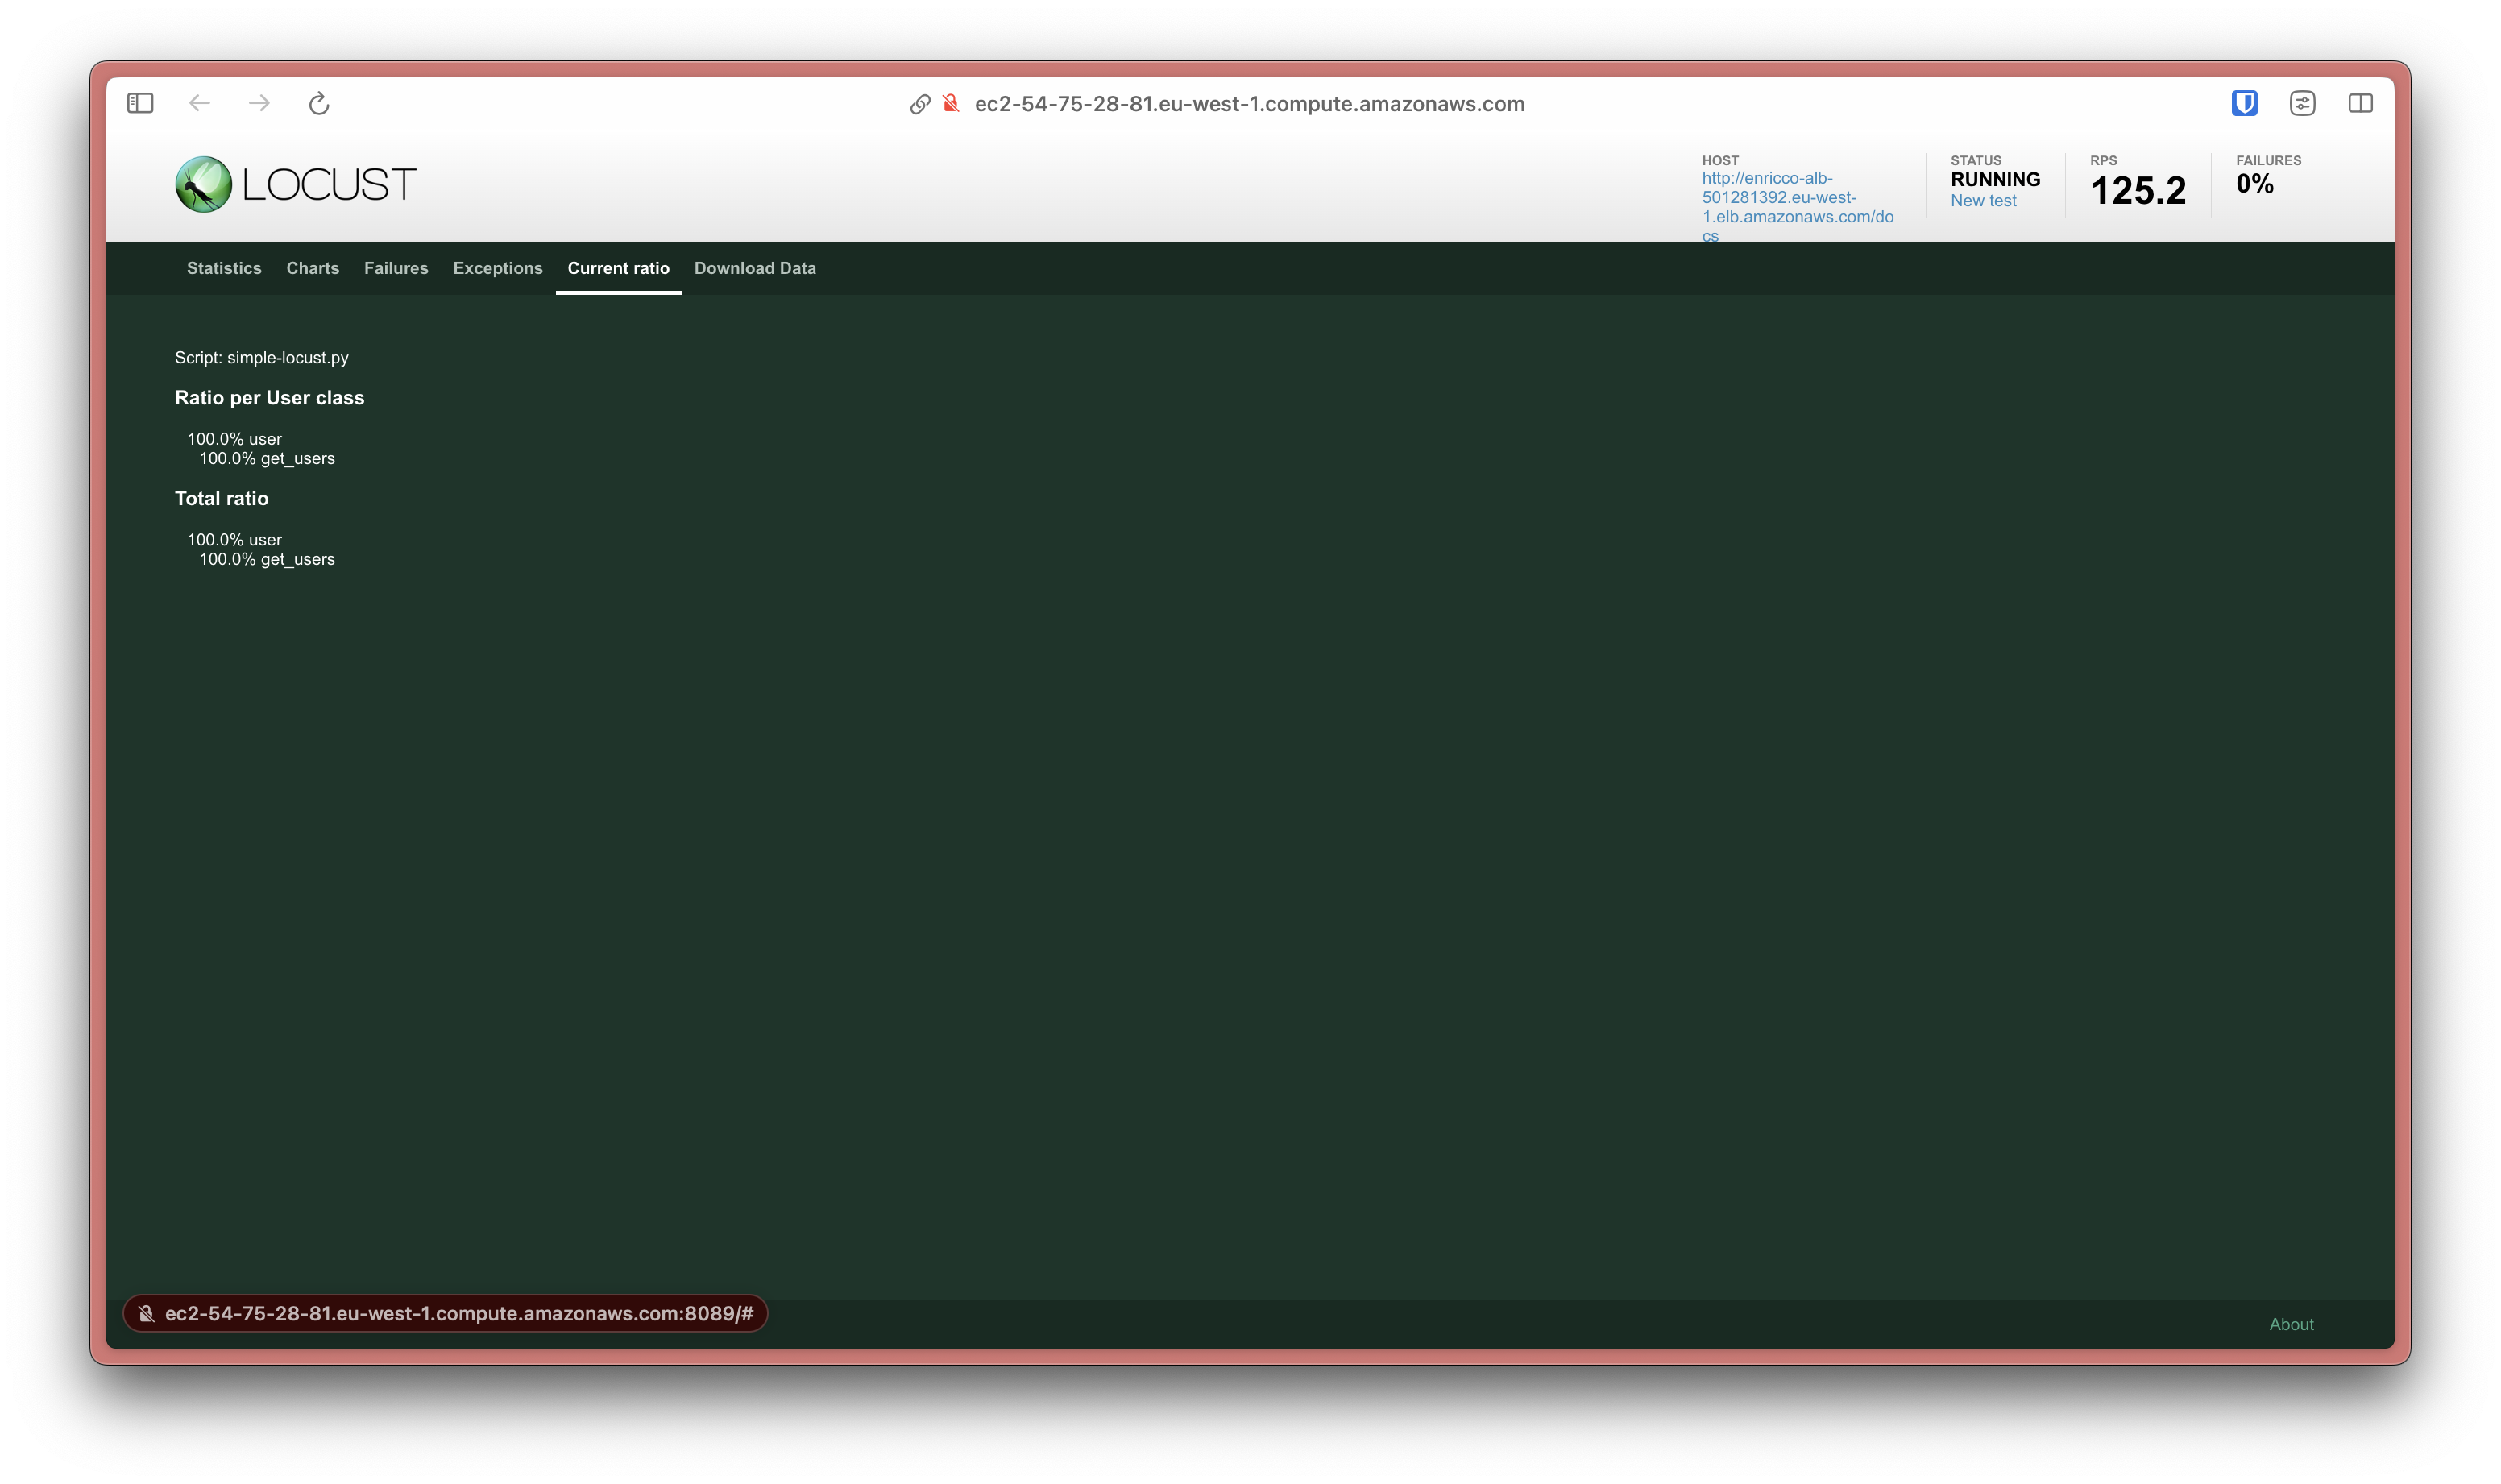 ec2-54-75-28-81.eu-west-1.compute.amazonaws.com
LOCUST
HOST
http://enricco-alb-
501281392.eu-west-
1.elb.amazonaws.com/do
cs
STATUS
RUNNING
New test
RPS
125.2
FAILURES
0%
Statistics Charts Failures Exceptions Current ratio Download Data
Script: simple-locust.py
Ratio per User class
100.0% user
100.0% get_users
Total ratio
100.0% user
100.0% get_users
ec2-54-75-28-81.eu-west-1.compute.amazonaws.com:8089/#
About